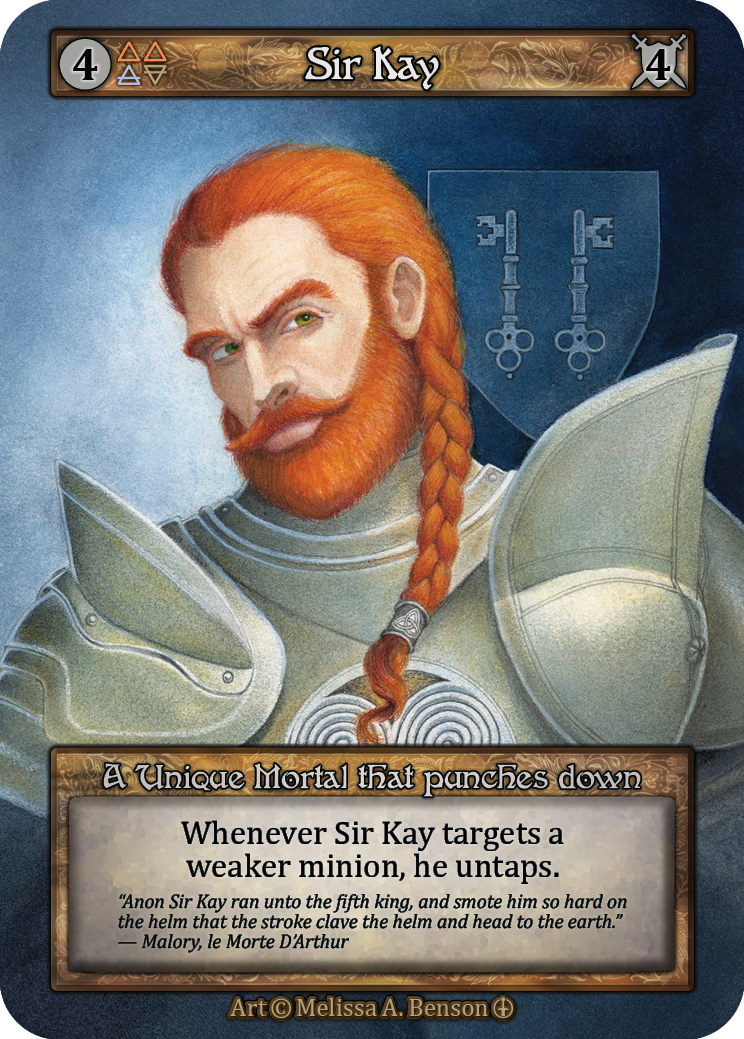 4 Sir Kay 4
A Unique Mortal that punches down
Whenever Sir Kay targets a
weaker minion, he untaps.
“Anon Sir Kay ran unto the fifth king, and smote him so hard on
the helm that the stroke clave the helm and head to the earth.”
— Malory, le Morte D’Arthur
Art © Melissa A. Benson